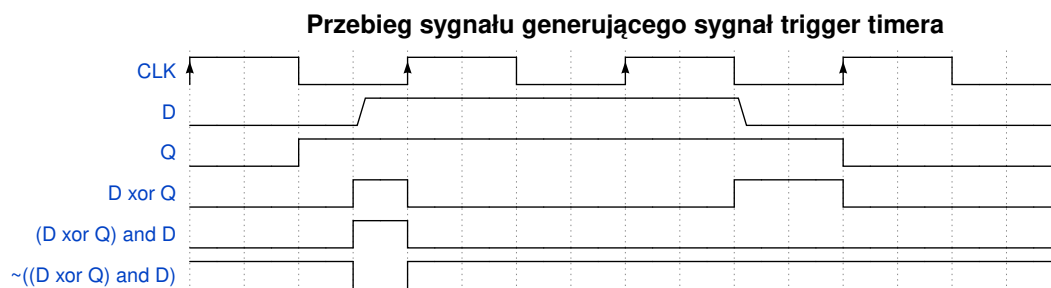 Przebieg sygnału generującego sygnał trigger timera
CLK
D
Q
D xor Q
(D xor Q) and D
~((D xor Q) and D)